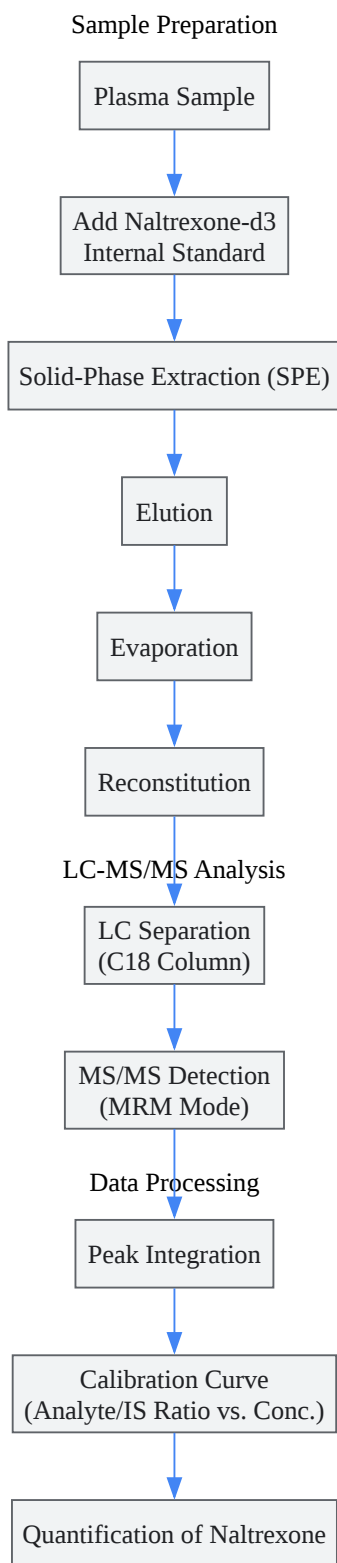 Sample Preparation
Plasma Sample
Add Naltrexone-d3
Internal Standard
Solid-Phase Extraction (SPE)
Elution
Evaporation
Reconstitution
LC-MS/MS Analysis
LC Separation
(C18 Column)
MS/MS Detection
(MRM Mode)
Data Processing
Peak Integration
Calibration Curve
(Analyte/IS Ratio vs. Conc.)
Quantification of Naltrexone